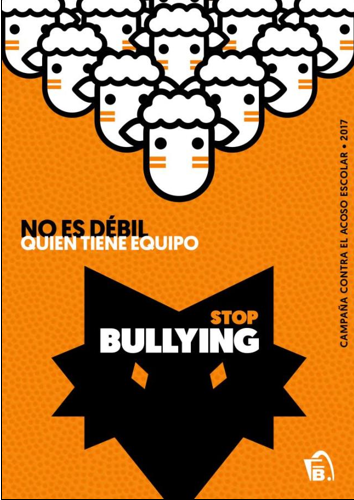 NO ES DÉBIL
QUIEN TIENE EQUIPO
CAMPAÑA CONTRA EL ACOSO ESCOLAR • 2017
STOP
BULLYING
B.